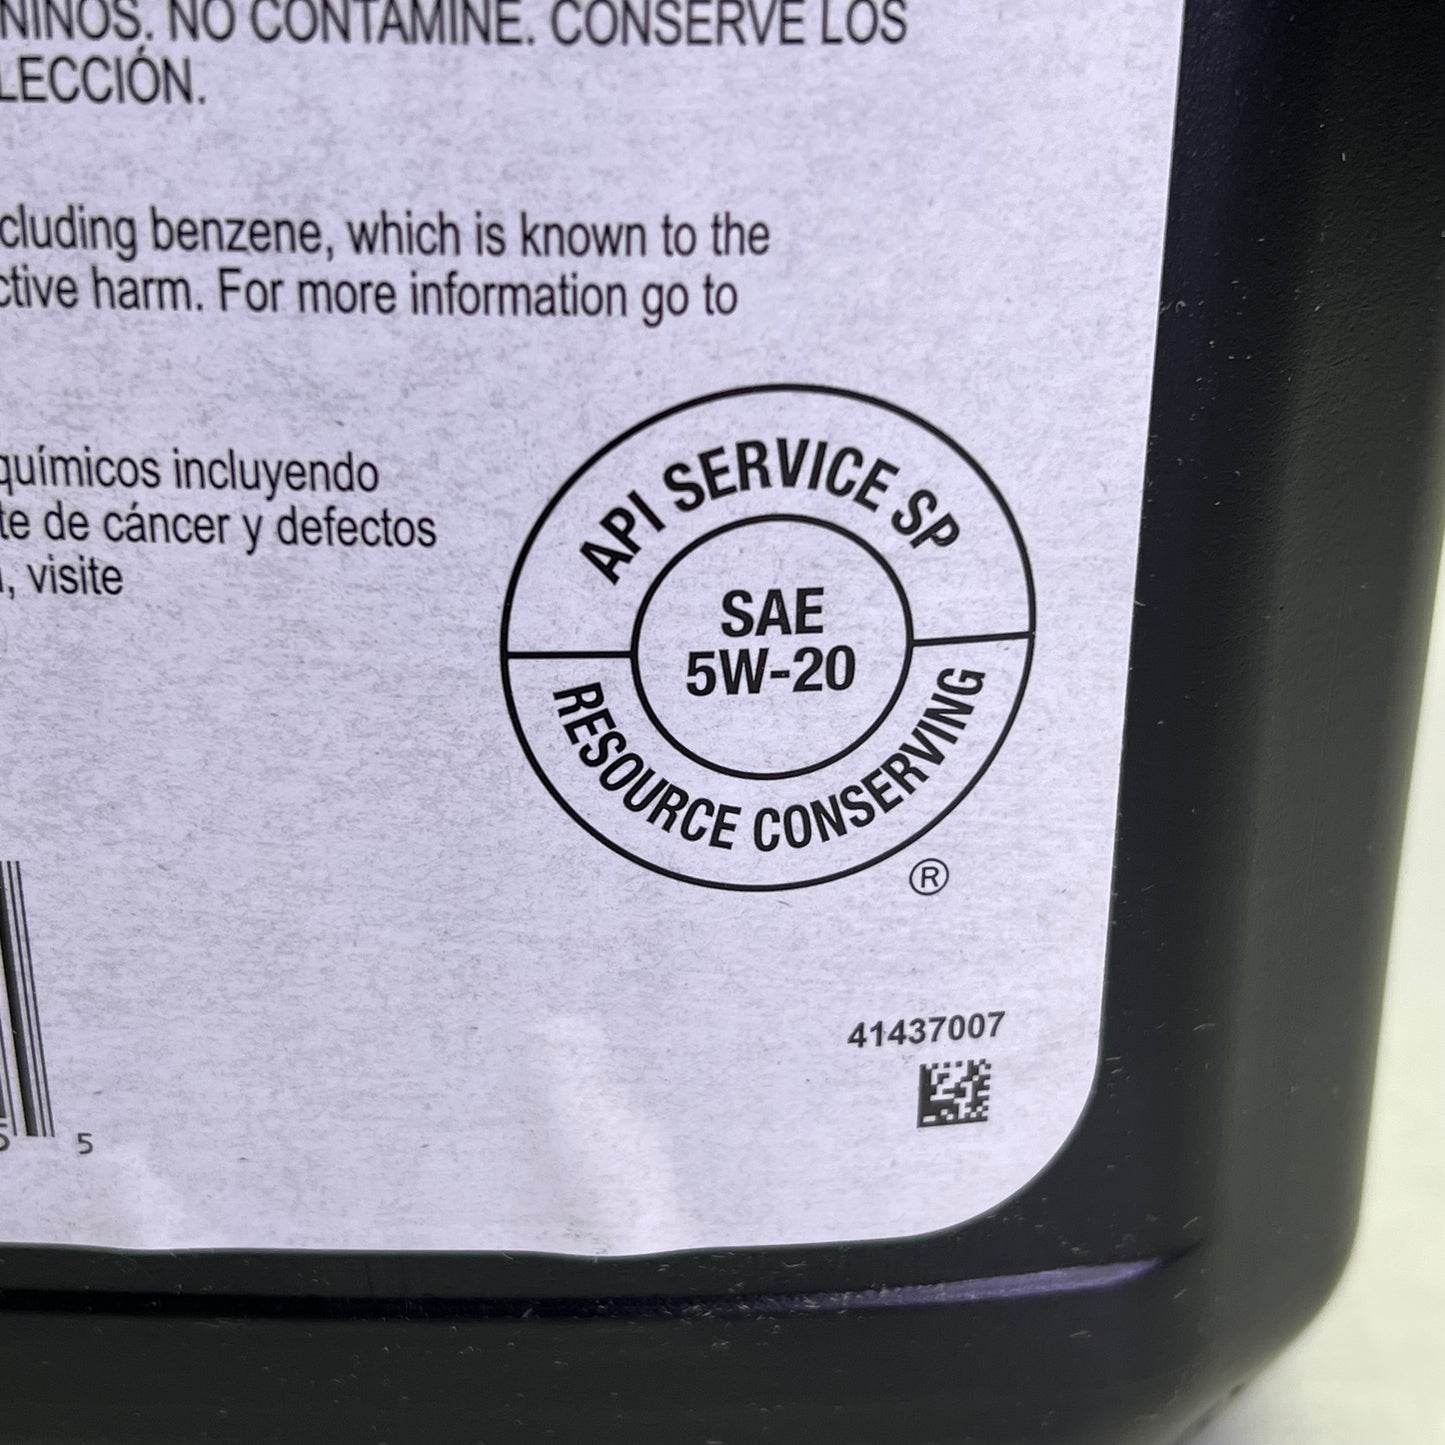 NIÑOS. NO CONTAMINE. CONSERVE LOS
LECCIÓN.
cluding benzene, which is known to the
ctive harm. For more information go to
químicos incluyendo
te de cáncer y defectos
, visite
API SERVICE SP
SAE
5W-20
RESOURCE CONSERVING
®
41437007
5